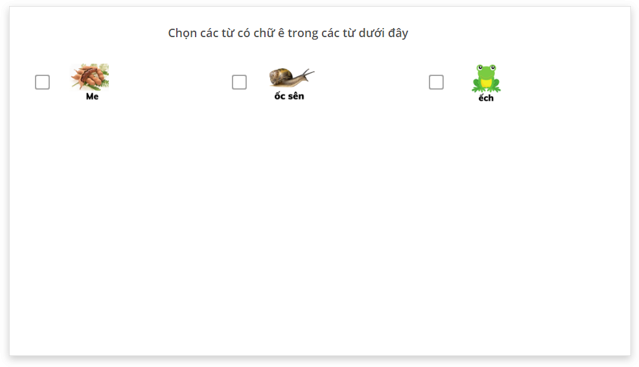 Chọn các từ có chữ ê trong các từ dưới đây
Me
ốc sên
ếch